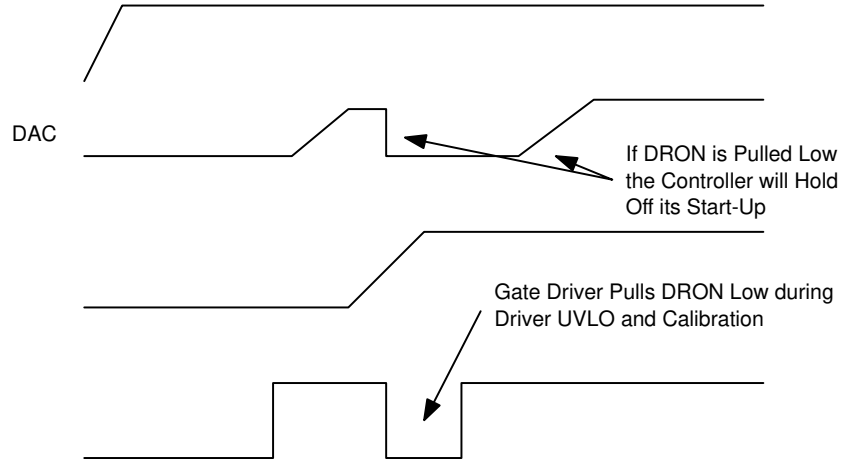 DAC
If DRON is Pulled Low
the Controller will Hold
Off its Start-Up
Gate Driver Pulls DRON Low during
Driver UVLO and Calibration